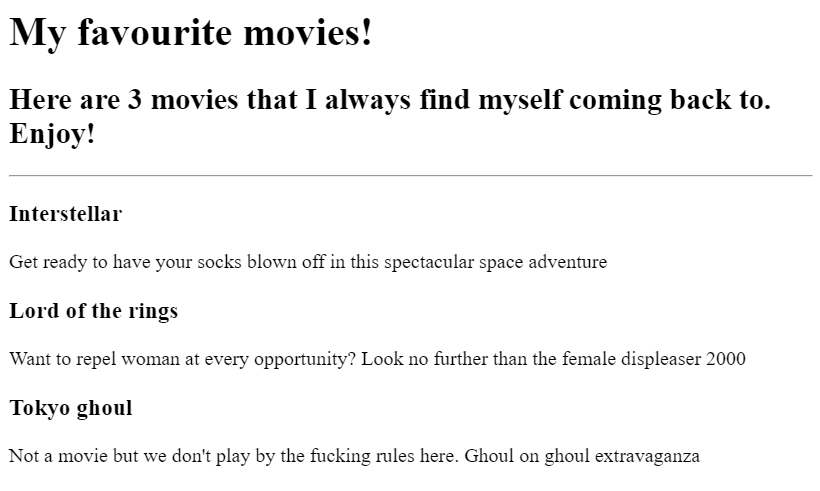 My favourite movies!
Here are 3 movies that I always find myself coming back to.
Enjoy!
Interstellar
Get ready to have your socks blown off in this spectacular space adventure
Lord of the rings
Want to repel woman at every opportunity? Look no further than the female displeaser 2000
Tokyo ghoul
Not a movie but we don't play by the fucking rules here. Ghoul on ghoul extravaganza